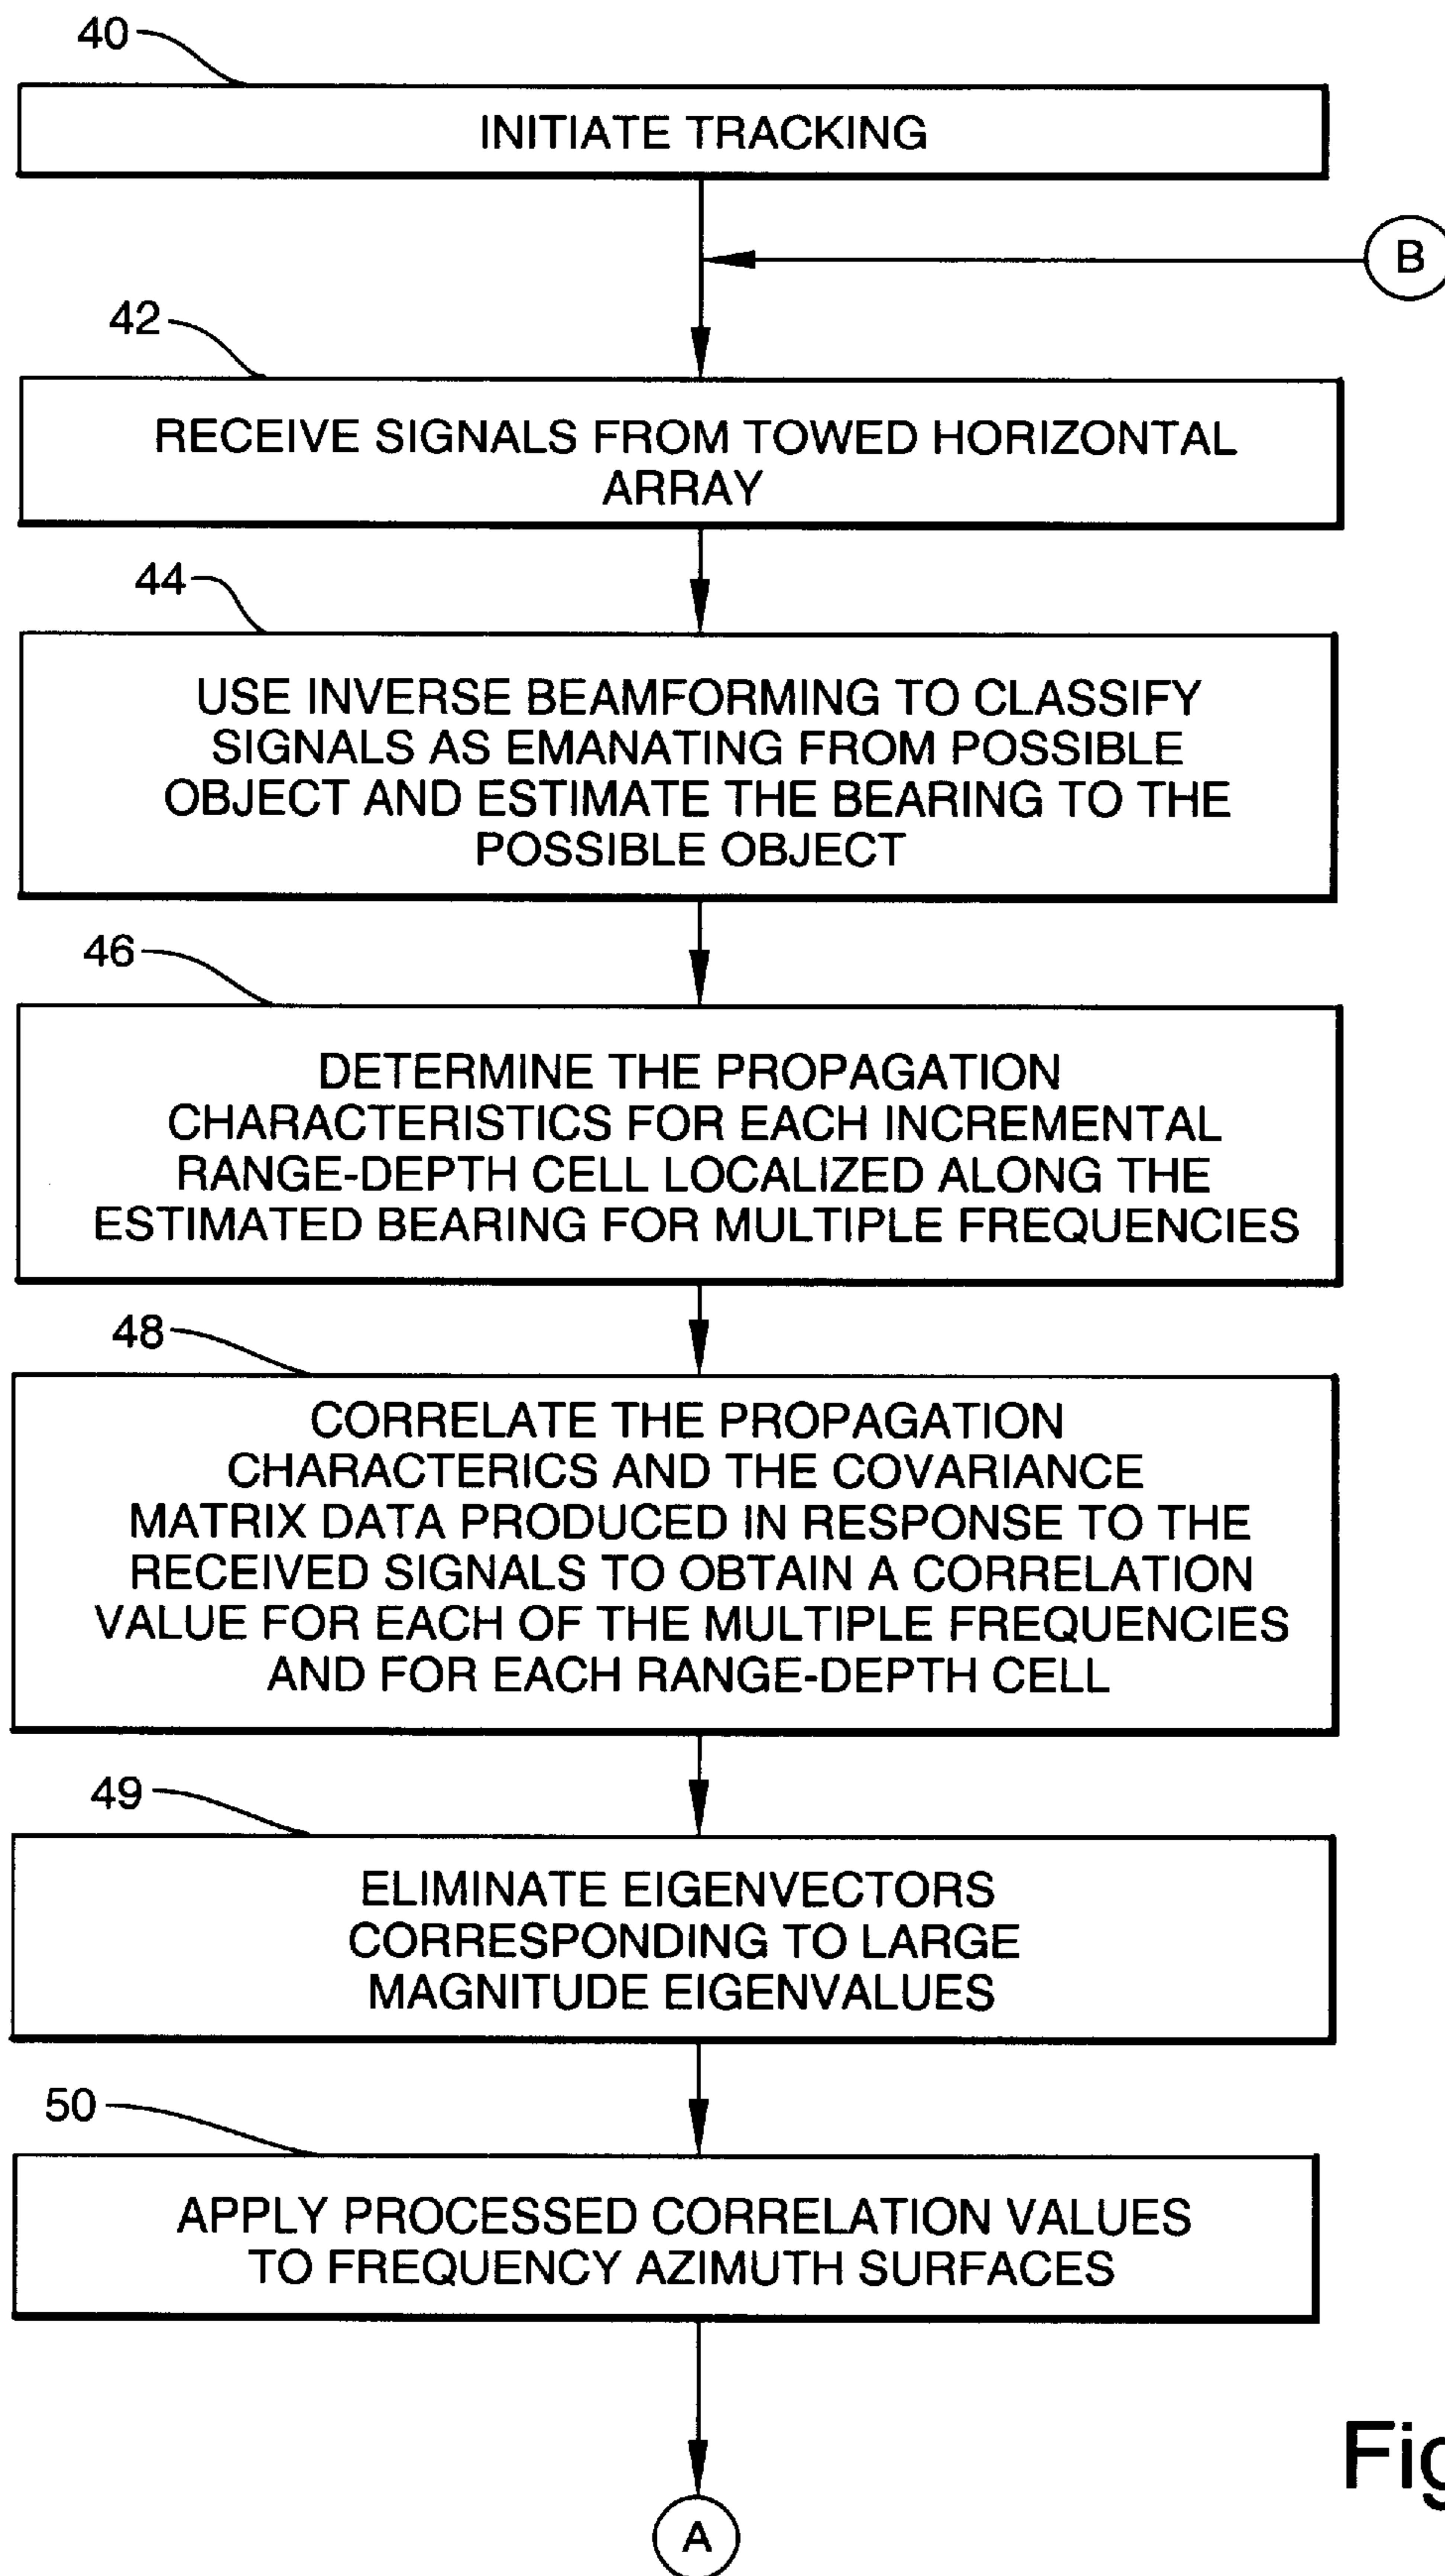 40
INITIATE TRACKING
B
42
RECEIVE SIGNALS FROM TOWED HORIZONTAL
ARRAY
44
USE INVERSE BEAMFORMING TO CLASSIFY
SIGNALS AS EMANATING FROM POSSIBLE
OBJECT AND ESTIMATE THE BEARING TO THE
POSSIBLE OBJECT
46
DETERMINE THE PROPAGATION
CHARACTERISTICS FOR EACH INCREMENTAL
RANGE-DEPTH CELL LOCALIZED ALONG THE
ESTIMATED BEARING FOR MULTIPLE FREQUENCIES
48
CORRELATE THE PROPAGATION
CHARACTERICS AND THE COVARIANCE
MATRIX DATA PRODUCED IN RESPONSE TO THE
RECEIVED SIGNALS TO OBTAIN A CORRELATION
VALUE FOR EACH OF THE MULTIPLE FREQUENCIES
AND FOR EACH RANGE-DEPTH CELL
49
ELIMINATE EIGENVECTORS
CORRESPONDING TO LARGE
MAGNITUDE EIGENVALUES
50
APPLY PROCESSED CORRELATION VALUES
TO FREQUENCY AZIMUTH SURFACES
Fig
A